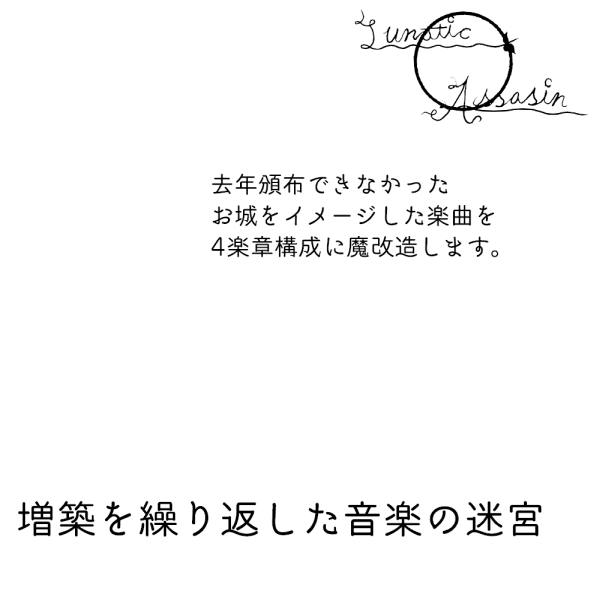 Lunatic
Assasin
去年頒布できなかった
お城をイメージした楽曲を
4楽章構成に魔改造します。
増築を繰り返した音楽の迷宮